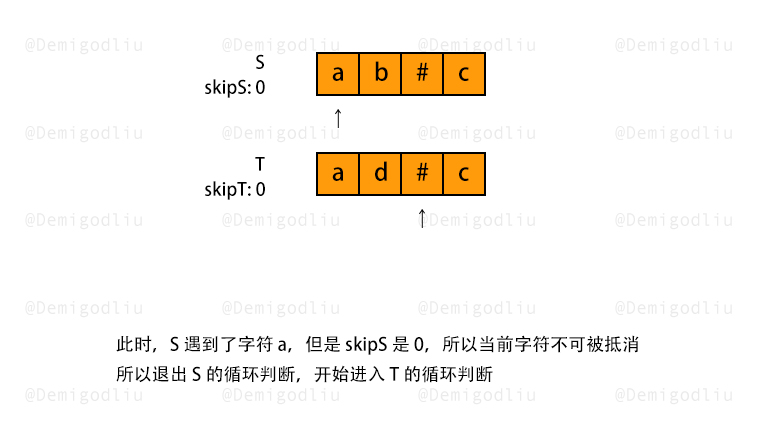 @Demigodliu @Demigodliu @Demigodliu @Demigodliu
S
a b # c
skipS: 0
↑
@Demigodliu @Demigodliu @Demigodliu @Demigodliu
T
a d # c
skipT: 0
↑
@Demigodliu @Demigodliu @Demigodliu @Demigodliu
@Demigodliu @Demigodliu @Demigodliu @Demigodliu
此时，S 遇到了字符 a，但是 skipS 是 0，所以当前字符不可被抵消
所以退出 S 的循环判断，开始进入 T 的循环判断
@Demigodliu @Demigodliu @Demigodliu @Demigodliu